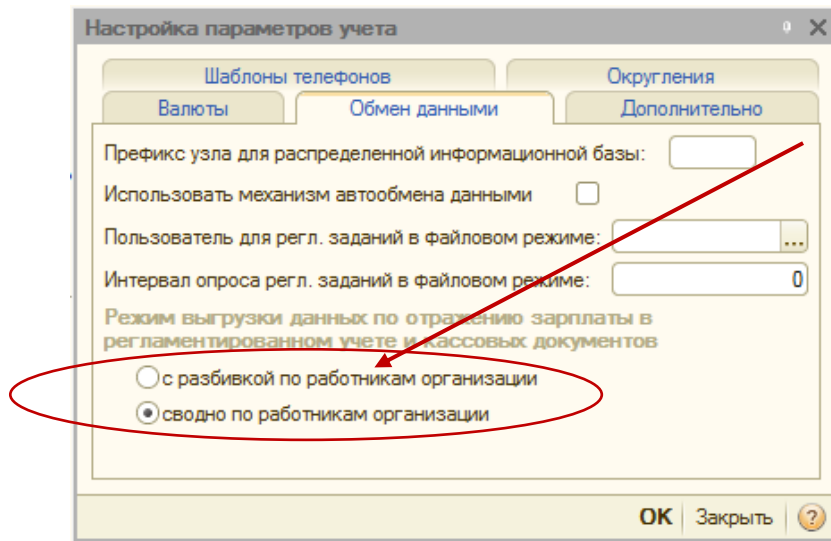 Настройка параметров учета
Шаблоны телефонов Округления
Валюты Обмен данными Дополнительно
Префикс узла для распределенной информационной базы:
Использовать механизм автообмена данными
Пользователь для регл. заданий в файловом режиме: ...
Интервал опроса регл. заданий в файловом режиме: 0
Режим выгрузки данных по отражению зарплаты в
регламентированном учете и кассовых документов
с разбивкой по работникам организации
сводно по работникам организации
ОК Закрыть ?